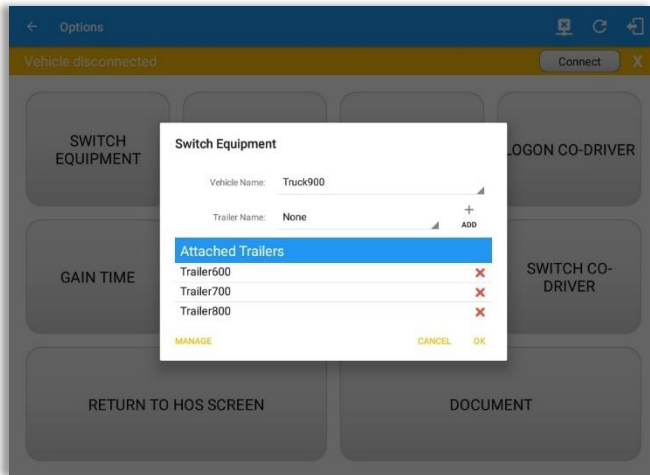 Options
Vehicle disconnected
Connect
X
SWITCH
EQUIPMENT
LOGON CO-DRIVER
Switch Equipment
Vehicle Name: Truck900
Trailer Name: None
+
ADD
Attached Trailers
Trailer600
Trailer700
Trailer800
MANAGE
CANCEL
OK
GAIN TIME
SWITCH CO-
DRIVER
RETURN TO HOS SCREEN
DOCUMENT